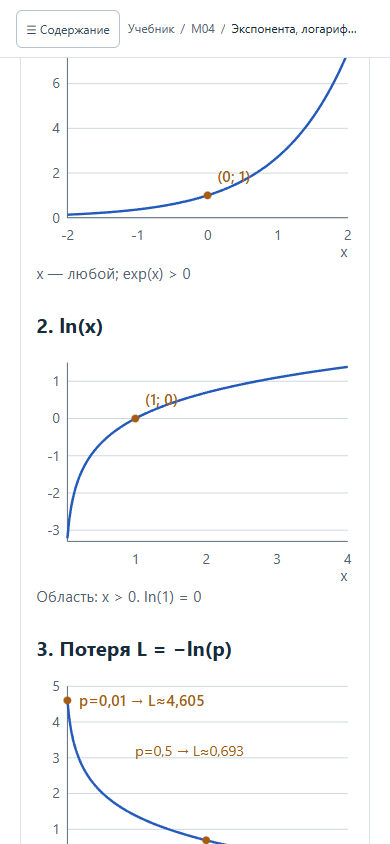 ☰ Содержание Учебник / М04 / Экспонента, логариф...
6
4
2
0
(0; 1)
-2 -1 0 1 2
x
x — любой; exp(x) > 0
2. ln(x)
1
0
-1
-2
-3
(1; 0)
1 2 3 4
x
Область: x > 0. ln(1) = 0
3. Потеря L = −ln(p)
5
4
3
2
1
p=0,01 → L≈4,605
p=0,5 → L≈0,693